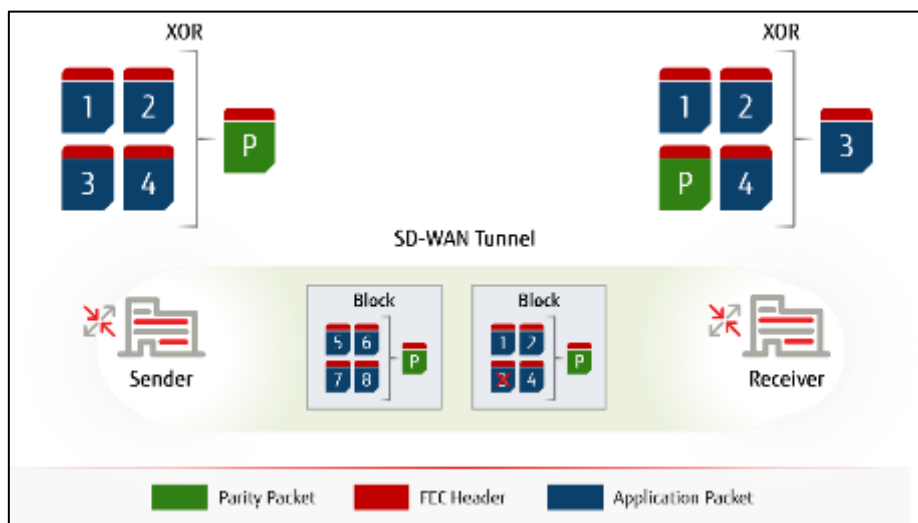 XOR
XOR
1 2
3 4
P
1 2
P 4
3
SD-WAN Tunnel
Block
5 6
7 8
P
Block
1 2
3 4
P
Sender
Receiver
Parity Packet
FEC Header
Application Packet